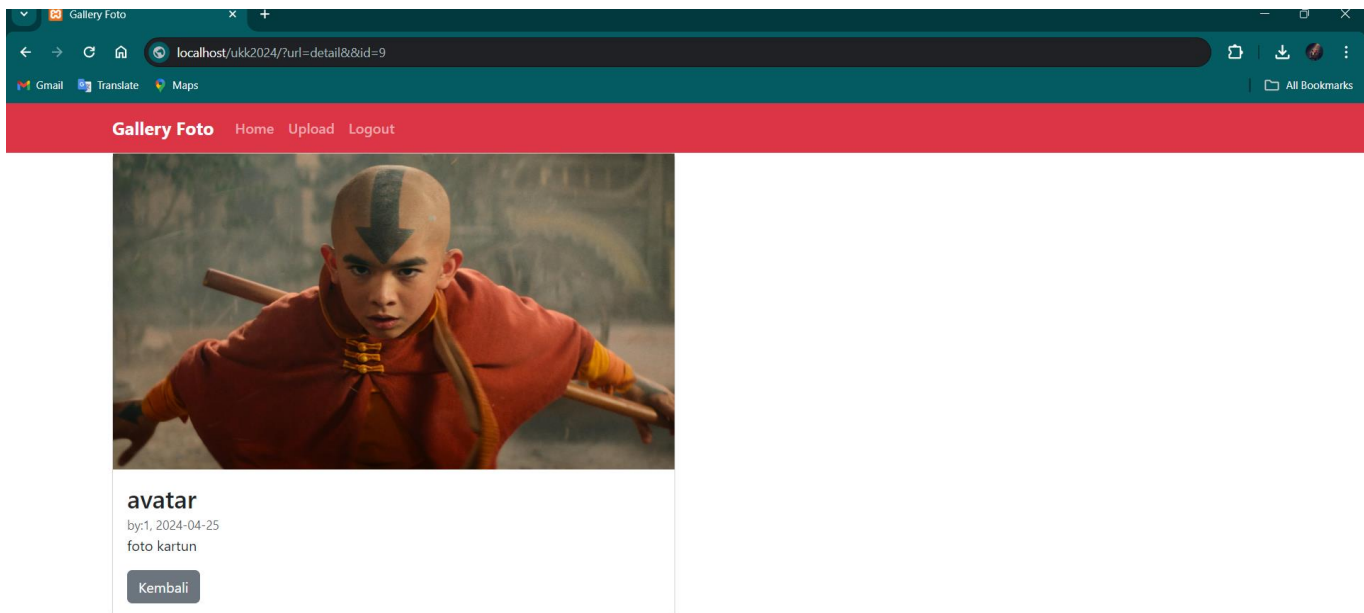 Gallery Foto
localhost/ukk2024/?url=detail&&id=9
Gmail Translate Maps All Bookmarks
Gallery Foto Home Upload Logout
avatar
by:1, 2024-04-25
foto kartun
Kembali